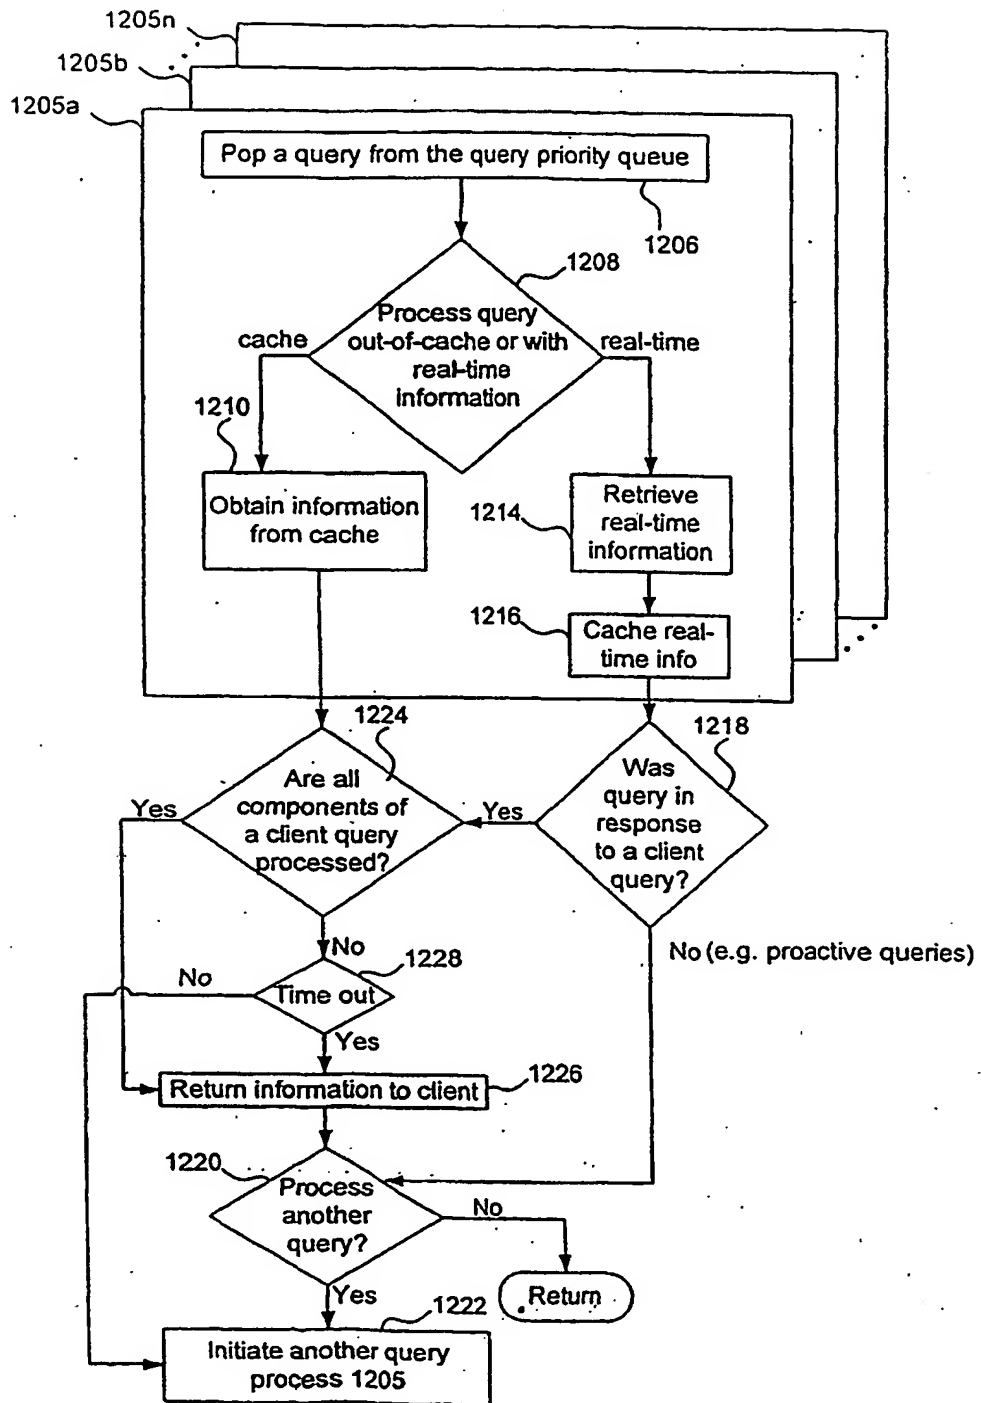 1205n
1205b
1205a
Pop a query from the query priority queue
1206
1208
Process query
out-of-cache or with
real-time
information
cache
real-time
1210
Obtain information
from cache
1214
Retrieve
real-time
information
1216
Cache real-
time info
1224
1218
Are all
components of
a client query
processed?
Yes
Yes
Was
query in
response
to a client
query?
No
No (e.g. proactive queries)
1228
No
Time out
Yes
Return information to client
1226
1220
Process
another
query?
No
Yes
Return
1222
Initiate another query
process 1205